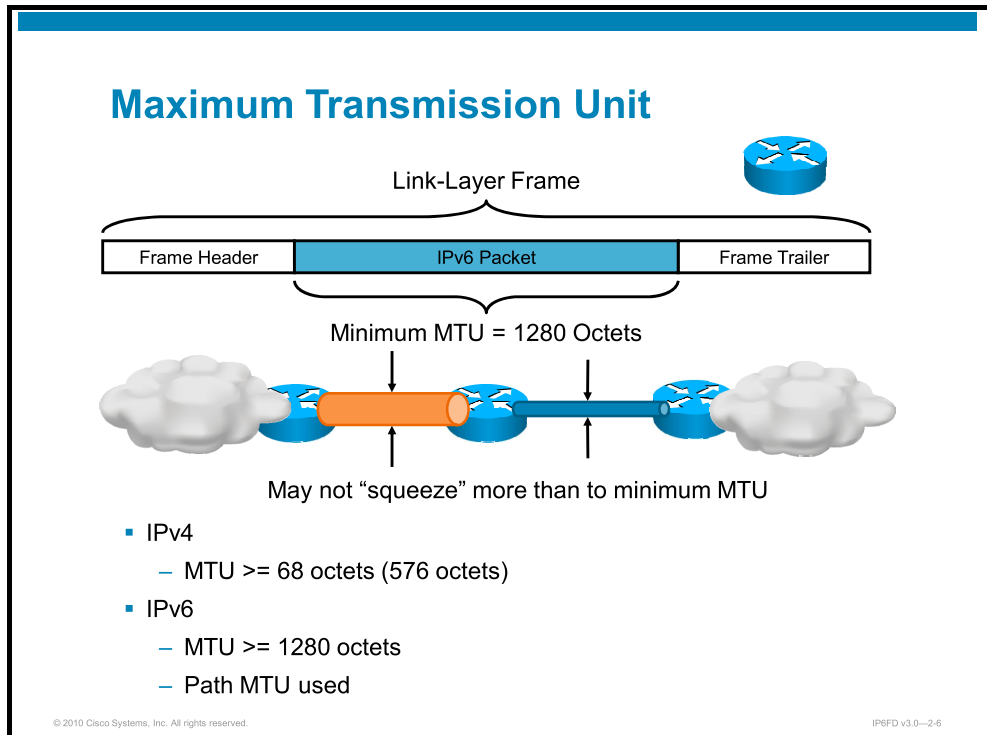 Maximum Transmission Unit
Link-Layer Frame
Frame Header IPv6 Packet Frame Trailer
Minimum MTU = 1280 Octets
May not “squeeze” more than to minimum MTU
▪ IPv4
– MTU >= 68 octets (576 octets)
▪ IPv6
– MTU >= 1280 octets
– Path MTU used
© 2010 Cisco Systems, Inc. All rights reserved. IP6FD v3.0—2-6